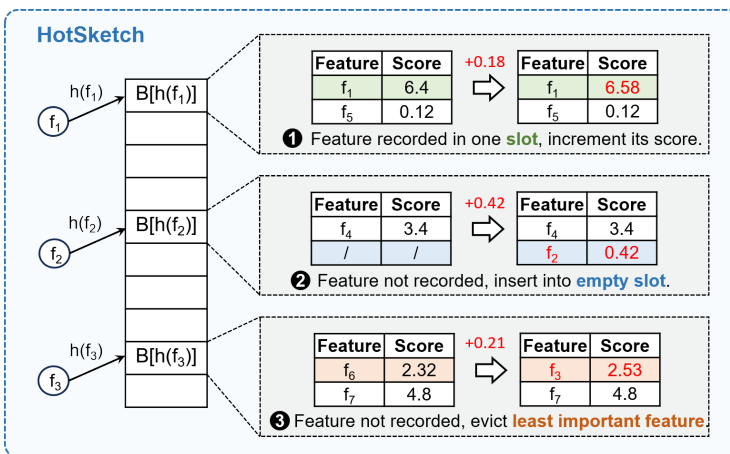 HotSketch
h(f₁)
f₁
B[h(f₁)]
Feature Score
f₁ 6.4
f₅ 0.12
+0.18
Feature Score
f₁ 6.58
f₅ 0.12
❶ Feature recorded in one slot, increment its score.
h(f₂)
f₂
B[h(f₂)]
Feature Score
f₄ 3.4
/ /
+0.42
Feature Score
f₄ 3.4
f₂ 0.42
❷ Feature not recorded, insert into empty slot.
h(f₃)
f₃
B[h(f₃)]
Feature Score
f₆ 2.32
f₇ 4.8
+0.21
Feature Score
f₃ 2.53
f₇ 4.8
❸ Feature not recorded, evict least important feature.